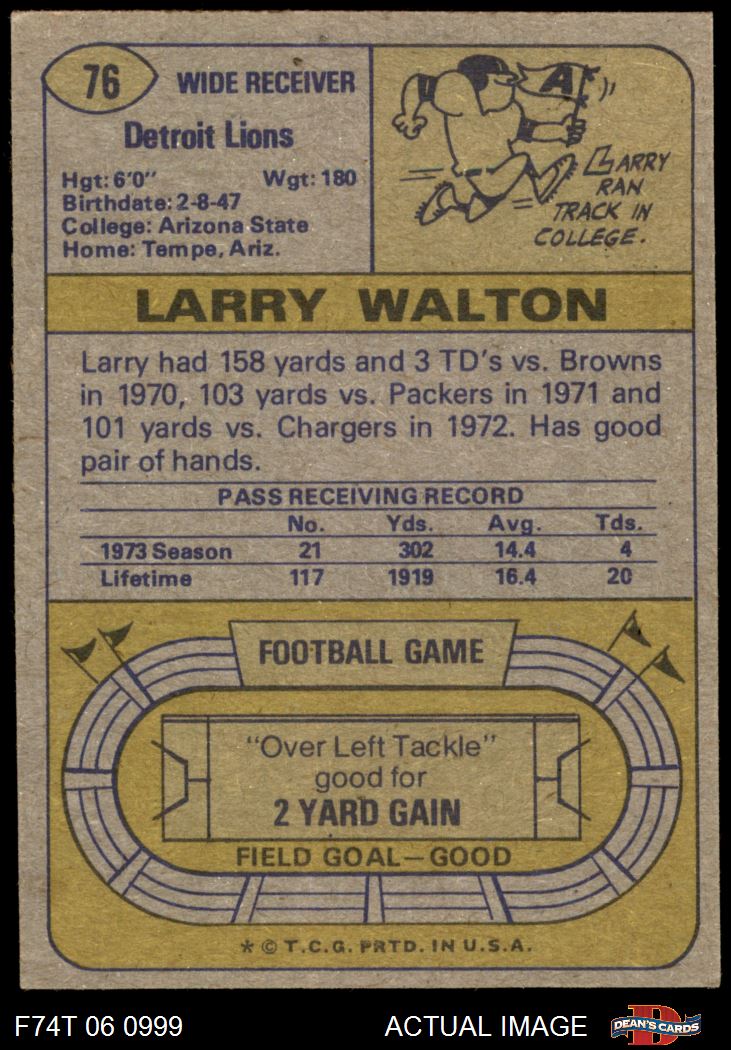 76
WIDE RECEIVER
Detroit Lions
Hgt: 6'0" Wgt: 180
Birthdate: 2-8-47
College: Arizona State
Home: Tempe, Ariz.
A
LARRY
RAN
TRACK IN
COLLEGE.
LARRY WALTON
Larry had 158 yards and 3 TD's vs. Browns
in 1970, 103 yards vs. Packers in 1971 and
101 yards vs. Chargers in 1972. Has good
pair of hands.
PASS RECEIVING RECORD
No. Yds. Avg. Tds.
1973 Season 21 302 14.4 4
Lifetime 117 1919 16.4 20
FOOTBALL GAME
"Over Left Tackle"
good for
2 YARD GAIN
FIELD GOAL—GOOD
* © T.C.G. PRTD. IN U.S.A.
F74T 06 0999 ACTUAL IMAGE
D
DEAN'S CARDS